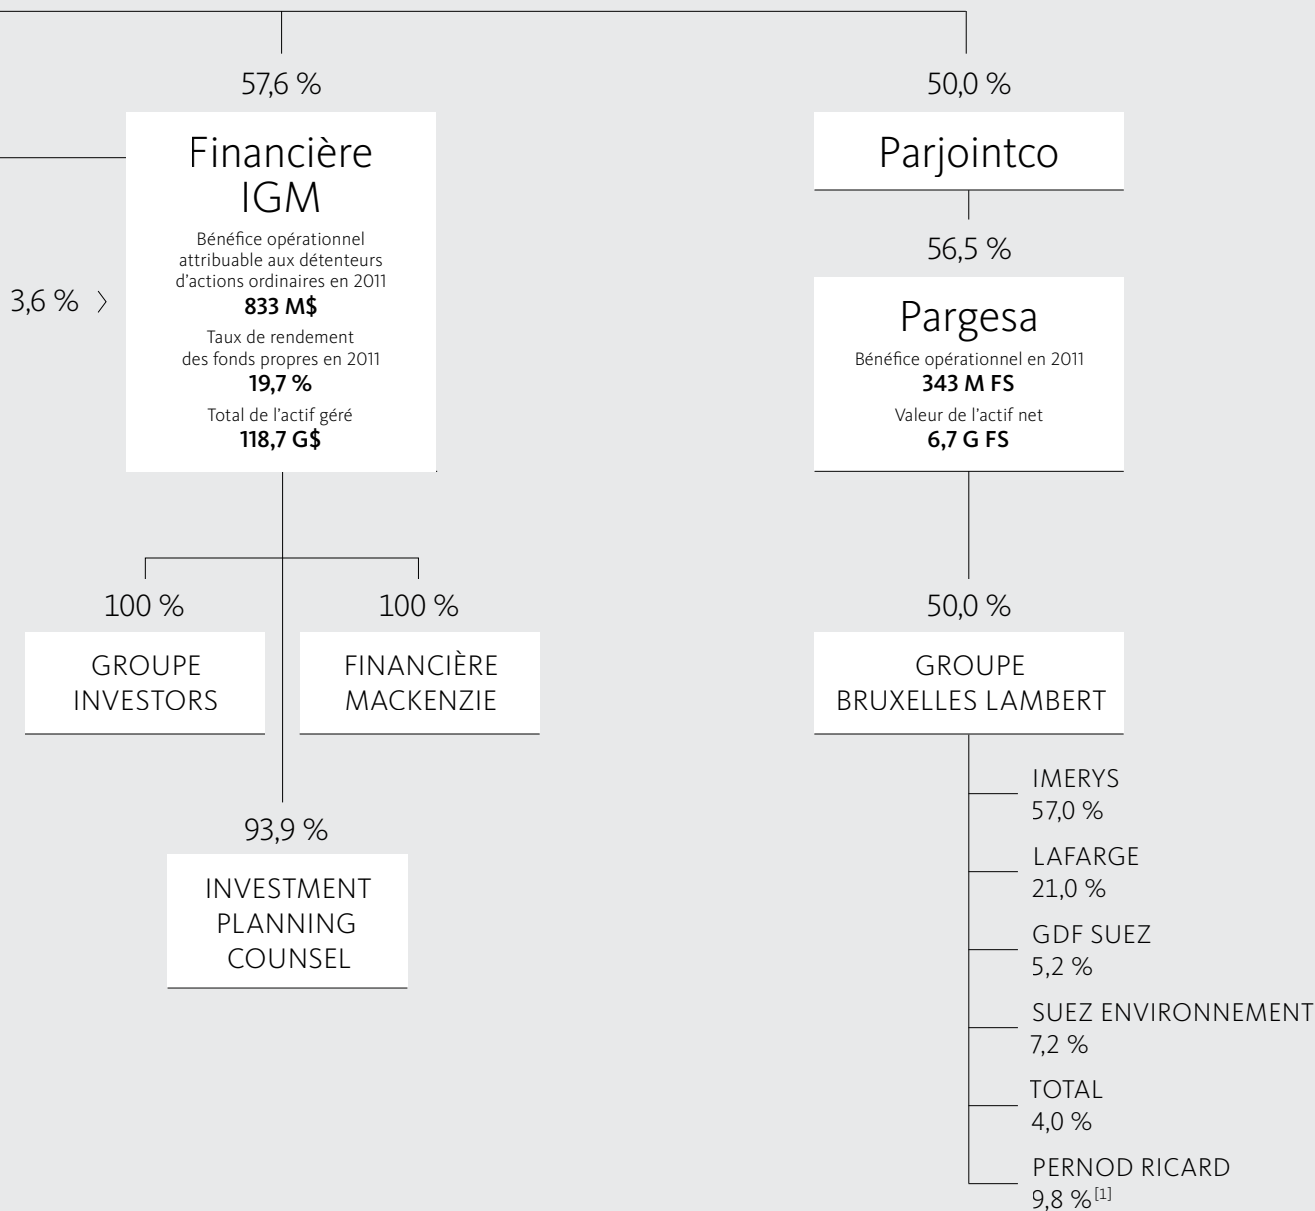 57,6 %
Financière
IGM
Bénéfice opérationnel
attribuable aux détenteurs
d’actions ordinaires en 2011
833 M$
Taux de rendement
des fonds propres en 2011
19,7 %
Total de l’actif géré
118,7 G$
3,6 %
100 %
GROUPE
INVESTORS
100 %
FINANCIÈRE
MACKENZIE
93,9 %
INVESTMENT
PLANNING
COUNSEL
50,0 %
Parjointco
56,5 %
Pargesa
Bénéfice opérationnel en 2011
343 M FS
Valeur de l’actif net
6,7 G FS
50,0 %
GROUPE
BRUXELLES LAMBERT
IMERYS
57,0 %
LAFARGE
21,0 %
GDF SUEZ
5,2 %
SUEZ ENVIRONNEMENT
7,2 %
TOTAL
4,0 %
PERNOD RICARD
9,8 % [1]